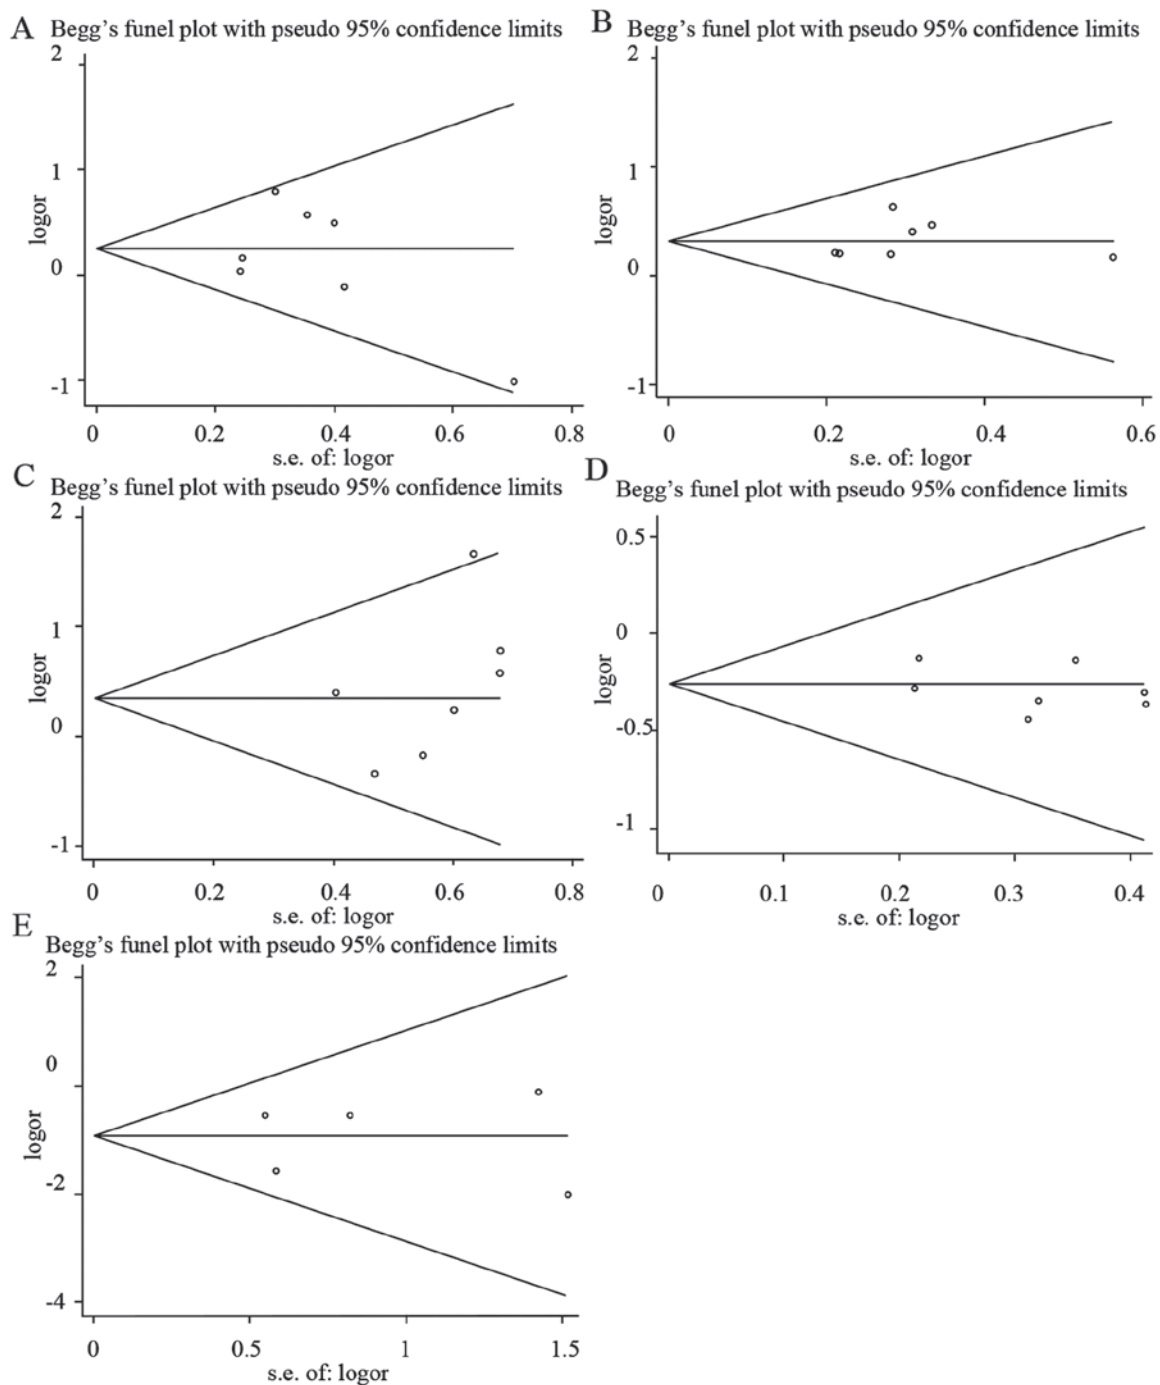 A Begg's funel plot with pseudo 95% confidence limits
2
1
0
-1
logor
0 0.2 0.4 0.6 0.8
s.e. of: logor
B Begg's funel plot with pseudo 95% confidence limits
2
1
0
-1
logor
0 0.2 0.4 0.6
s.e. of: logor
C Begg's funel plot with pseudo 95% confidence limits
2
1
0
-1
logor
0 0.2 0.4 0.6 0.8
s.e. of: logor
D Begg's funel plot with pseudo 95% confidence limits
0.5
0
-0.5
-1
logor
0 0.1 0.2 0.3 0.4
s.e. of: logor
E Begg's funel plot with pseudo 95% confidence limits
2
0
-2
-4
logor
0 0.5 1 1.5
s.e. of: logor